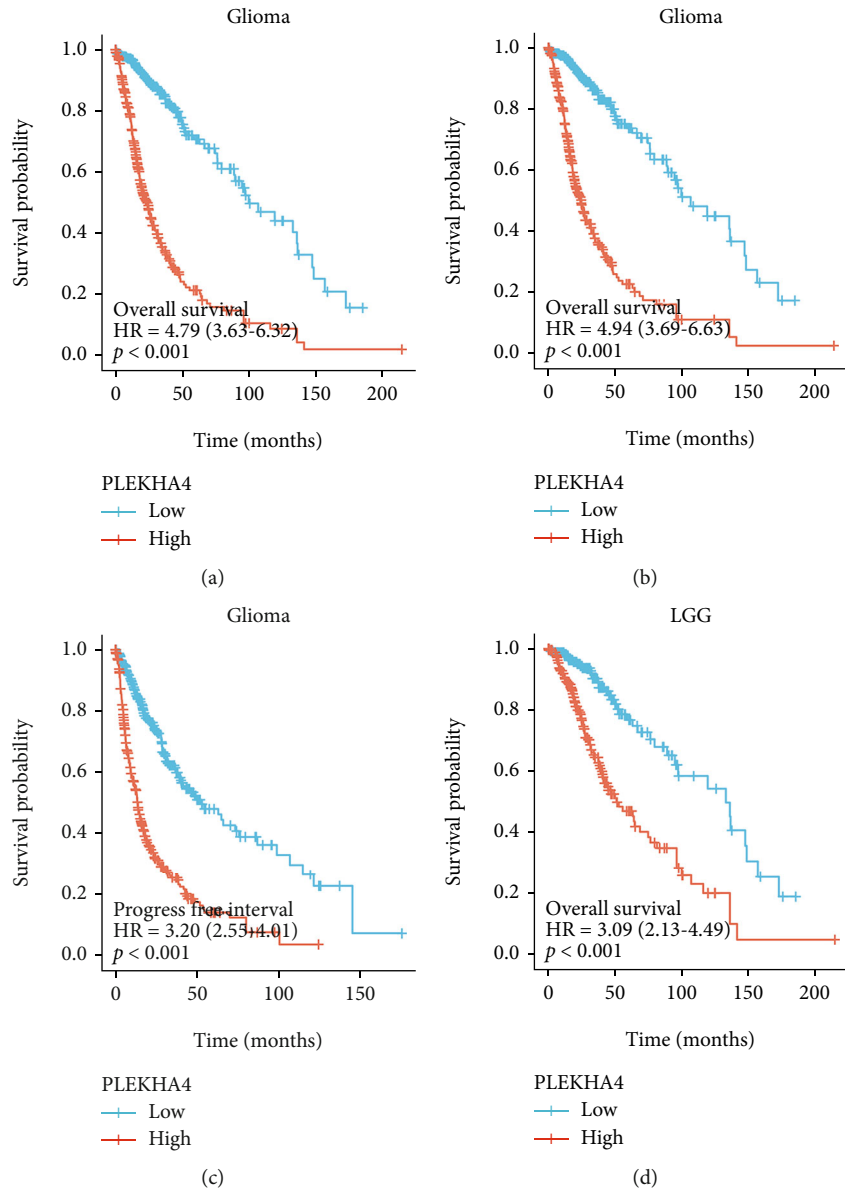 Glioma
1.0
0.8
0.6
0.4
0.2
0.0
Survival probability
Overall survival
HR = 4.79 (3.63-6.32)
p < 0.001
0 50 100 150 200
Time (months)
PLEKHA4
Low
High
(a)
Glioma
1.0
0.8
0.6
0.4
0.2
0.0
Survival probability
Overall survival
HR = 4.94 (3.69-6.63)
p < 0.001
0 50 100 150 200
Time (months)
PLEKHA4
Low
High
(b)
Glioma
1.0
0.8
0.6
0.4
0.2
0.0
Survival probability
Progress free interval
HR = 3.20 (2.55-4.01)
p < 0.001
0 50 100 150
Time (months)
PLEKHA4
Low
High
(c)
LGG
1.0
0.8
0.6
0.4
0.2
0.0
Survival probability
Overall survival
HR = 3.09 (2.13-4.49)
p < 0.001
0 50 100 150 200
Time (months)
PLEKHA4
Low
High
(d)